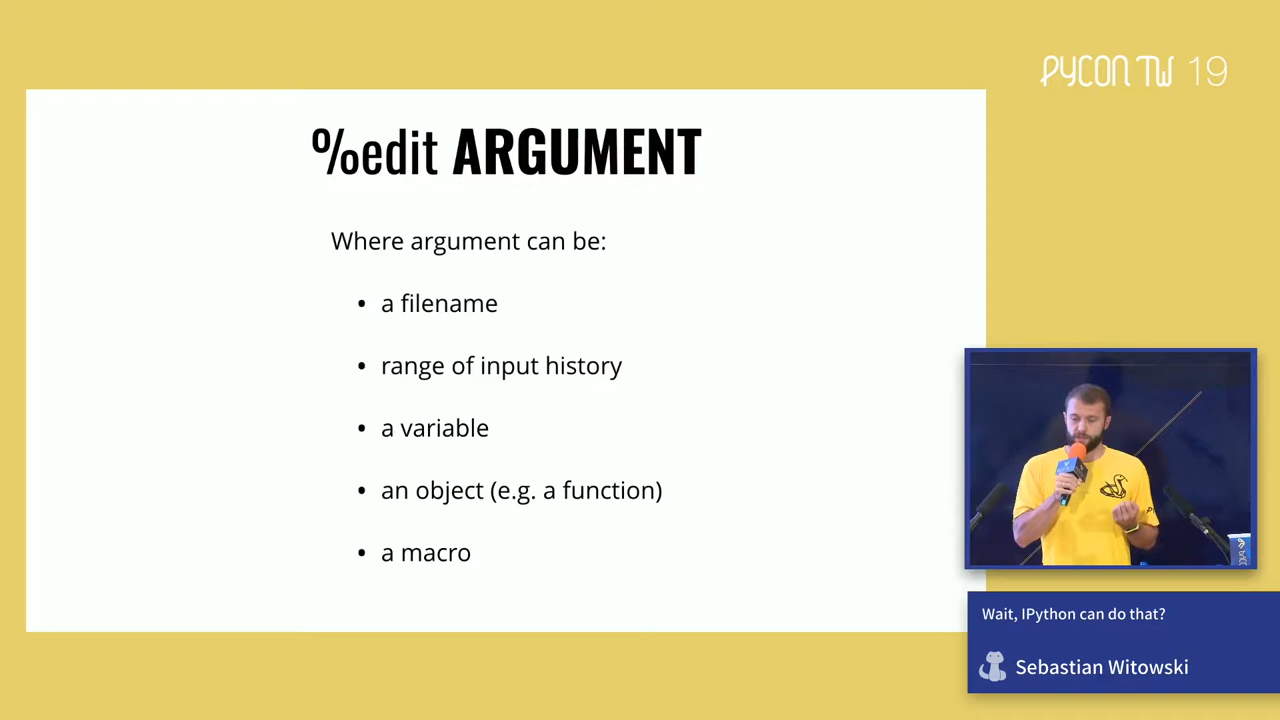 PYCON TW 19
%edit ARGUMENT
Where argument can be:
• a filename
• range of input history
• a variable
• an object (e.g. a function)
• a macro
Wait, IPython can do that?
Sebastian Witowski